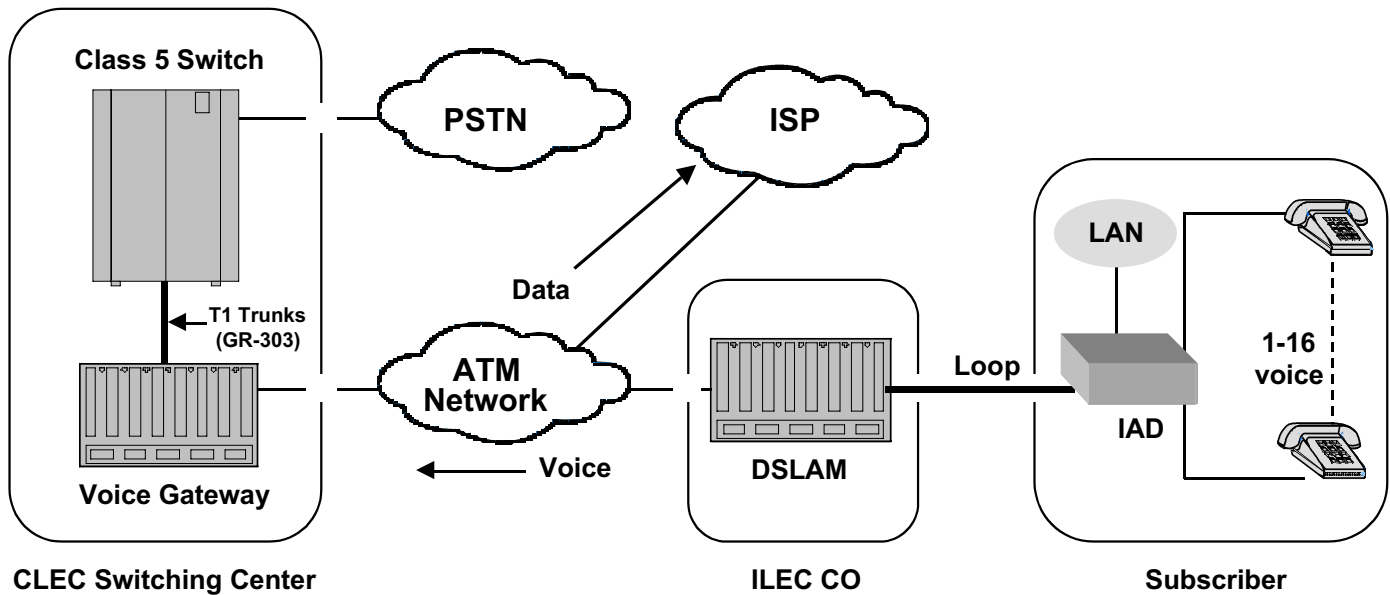 Class 5 Switch
PSTN
ISP
T1 Trunks
(GR-303)
Data
LAN
ATM
Network
Loop
1-16
voice
IAD
Voice
DSLAM
Voice Gateway
CLEC Switching Center
ILEC CO
Subscriber